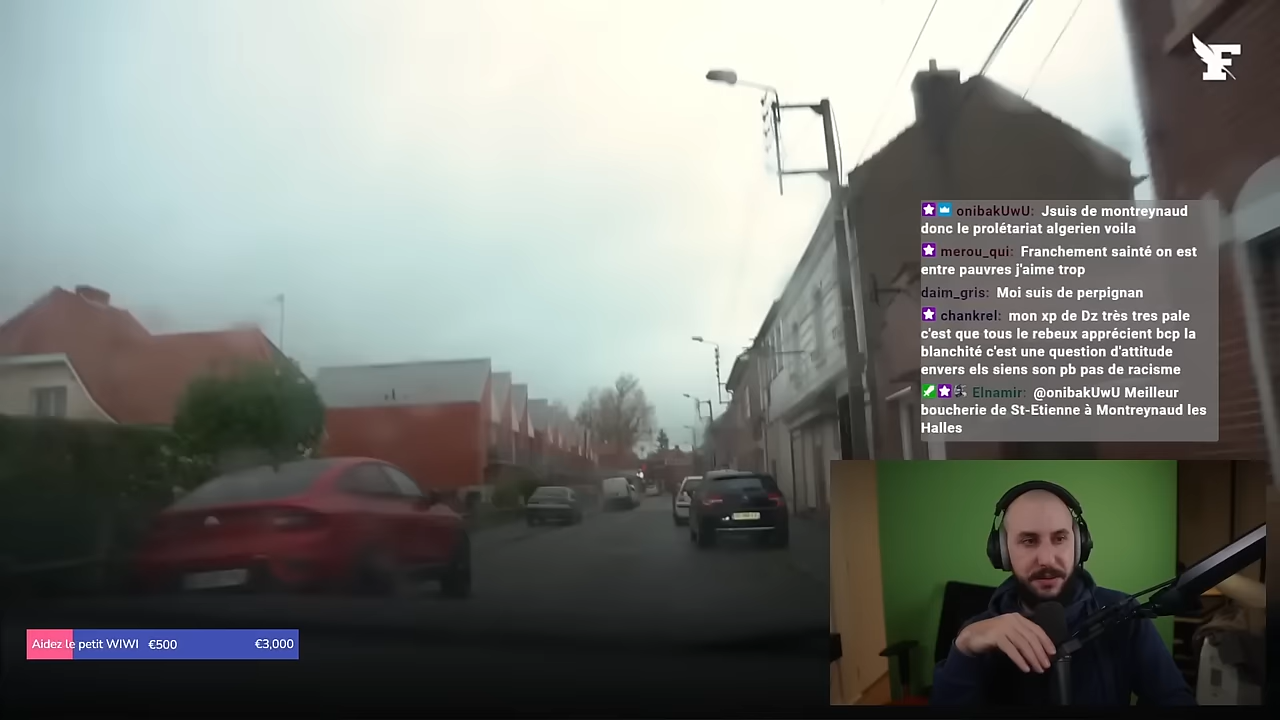 F
onibakUwU: Jsuis de montreynaud
donc le prolétariat algerien voila
merou_qui: Franchement sainté on est
entre pauvres j'aime trop
daim_gris: Moi suis de perpignan
chankrel: mon xp de Dz très tres pale
c'est que tous le rebeux apprécient bcp la
blanchité c'est une question d'attitude
envers els siens son pb pas de racisme
Elnamir: @onibakUwU Meilleur
boucherie de St-Etienne à Montreynaud les
Halles
Aidez le petit WIWI €500 €3,000